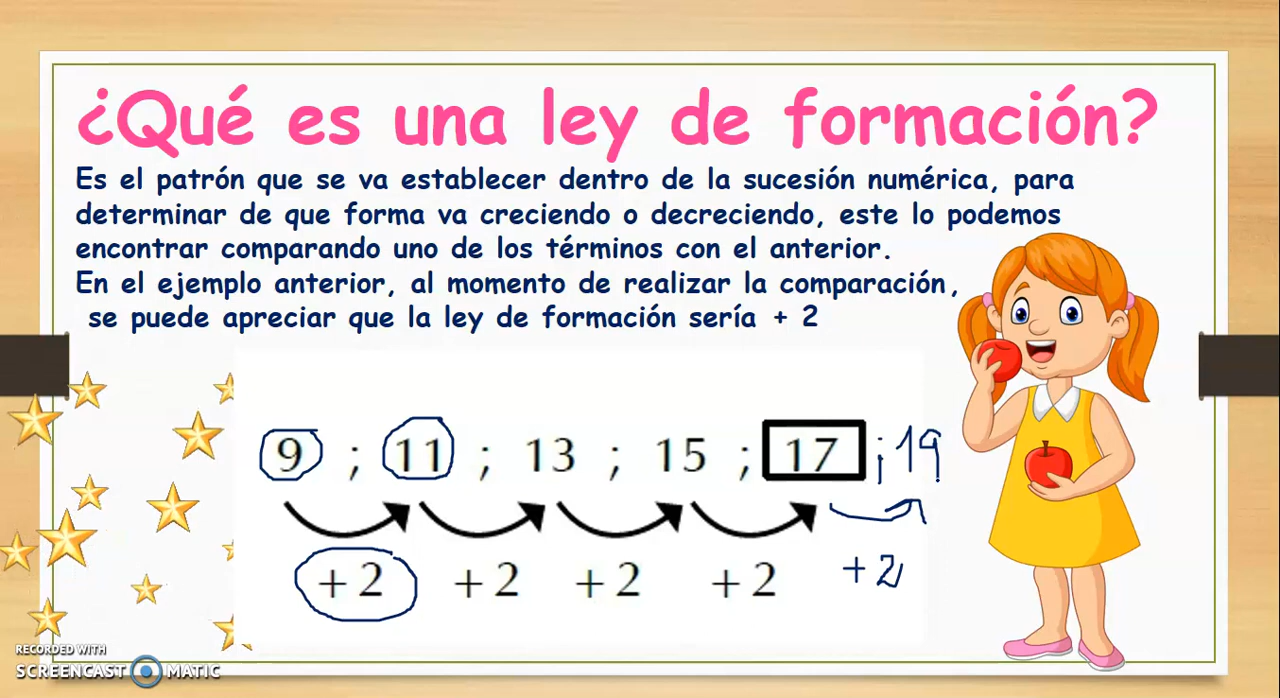 ¿Qué es una ley de formación?
Es el patrón que se va establecer dentro de la sucesión numérica, para
determinar de que forma va creciendo o decreciendo, este lo podemos
encontrar comparando uno de los términos con el anterior.
En el ejemplo anterior, al momento de realizar la comparación,
se puede apreciar que la ley de formación sería + 2
9 ; 11 ; 13 ; 15 ; 17 ; 19
+2 +2 +2 +2 +2
RECORDED WITH
SCREENCAST MATIC